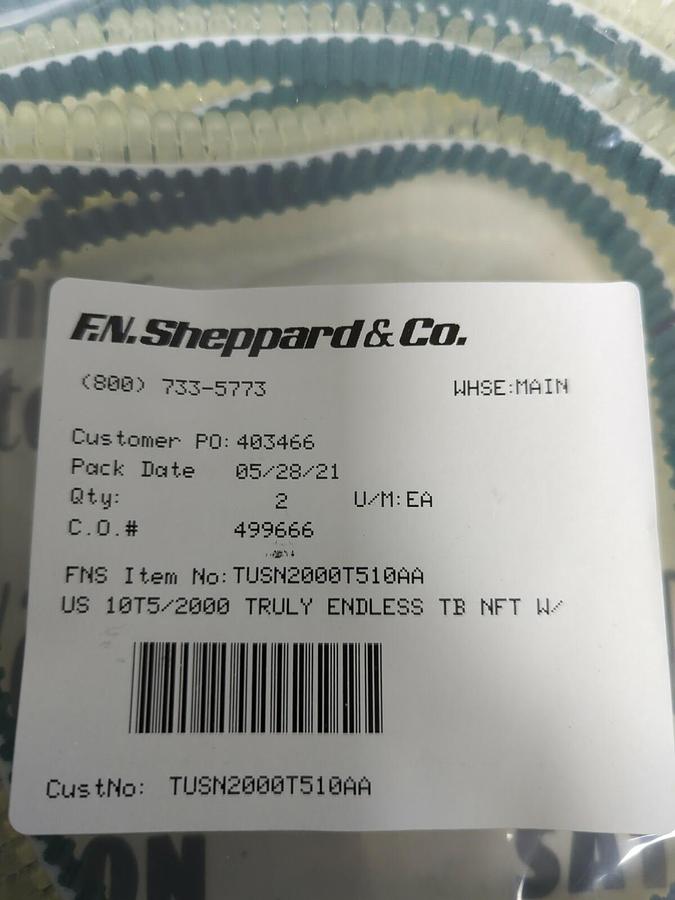 F.N. Sheppard & Co.
(800) 733-5773 WHSE:MAIN
Customer PO: 403466
Pack Date 05/28/21
Qty: 2 U/M:EA
C.O.# 499666
FNS Item No:TUSN2000T510AA
US 10T5/2000 TRULY ENDLESS TB NFT W/
CustNo: TUSN2000T510AA